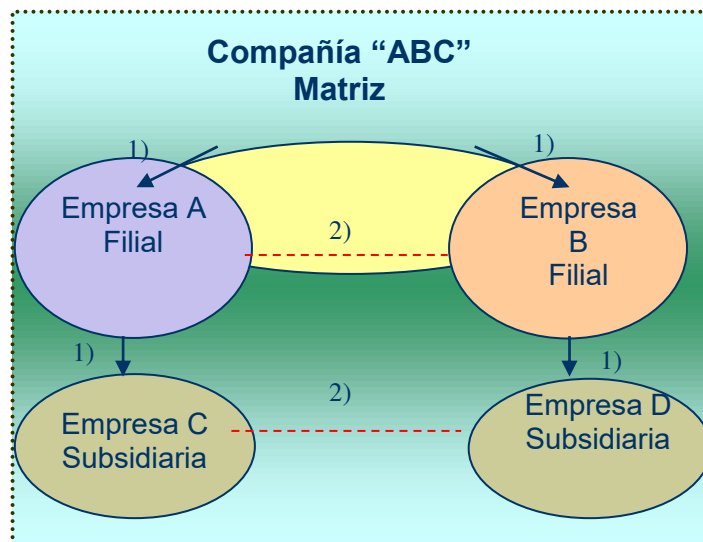 Compañía “ABC”
Matriz
1)
1)
Empresa A
Filial
Empresa
B
Filial
2)
1)
1)
2)
Empresa C
Subsidiaria
Empresa D
Subsidiaria